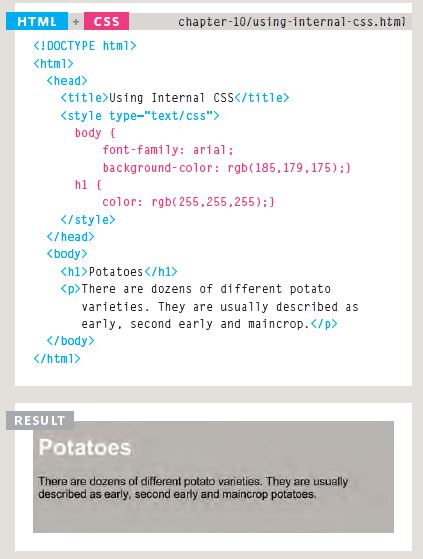 HTML + CSS chapter-10/using-internal-css.html
<!DOCTYPE html>
<html>
<head>
<title>Using Internal CSS</title>
<style type="text/css">
body {
font-family: arial;
background-color: rgb(185,179,175);}
h1 {
color: rgb(255,255,255);}
</style>
</head>
<body>
<h1>Potatoes</h1>
<p>There are dozens of different potato
varieties. They are usually described as
early, second early and maincrop.</p>
</body>
</html>
RESULT
Potatoes
There are dozens of different potato varieties. They are usually
described as early, second early and maincrop potatoes.